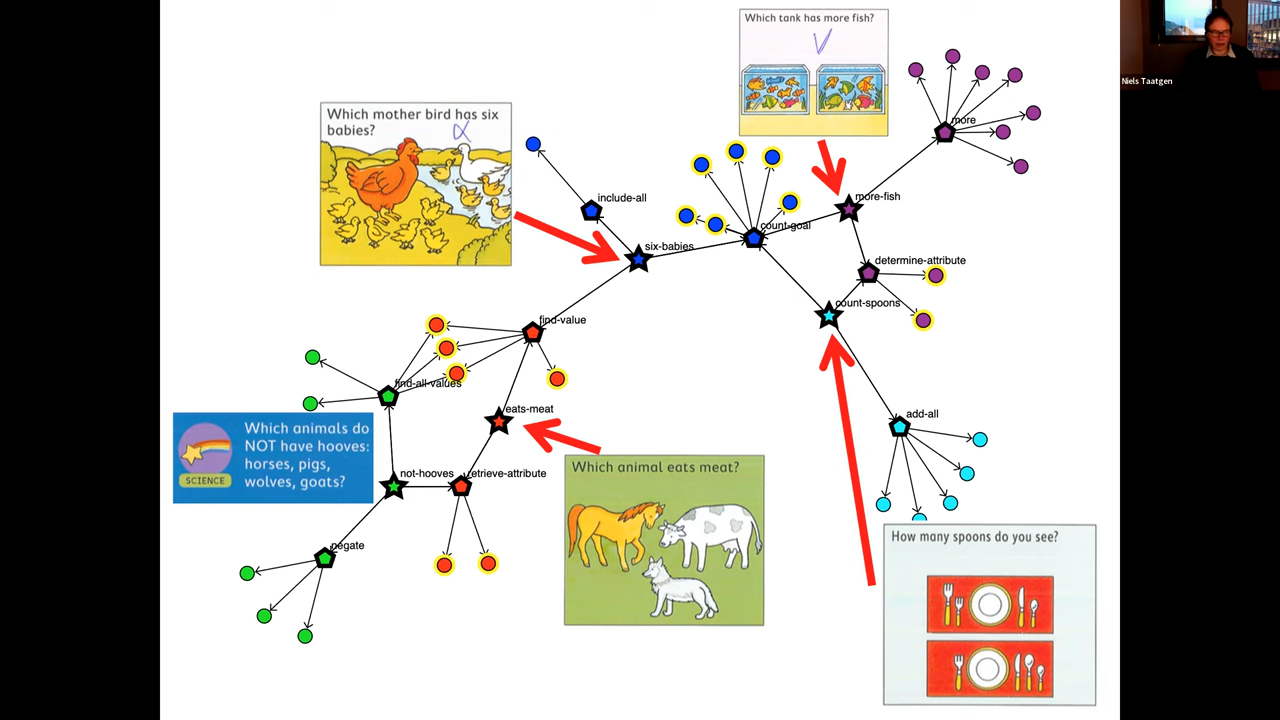 Which tank has more fish?
Niels Taatgen
Which mother bird has six
babies?
more
include-all
more-fish
count-goal
six-babies
determine-attribute
count-spoons
find-value
find-all-values
eats-meat
add-all
Which animals do
NOT have hooves:
horses, pigs,
wolves, goats?
SCIENCE
not-hooves
retrieve-attribute
Which animal eats meat?
How many spoons do you see?
negate